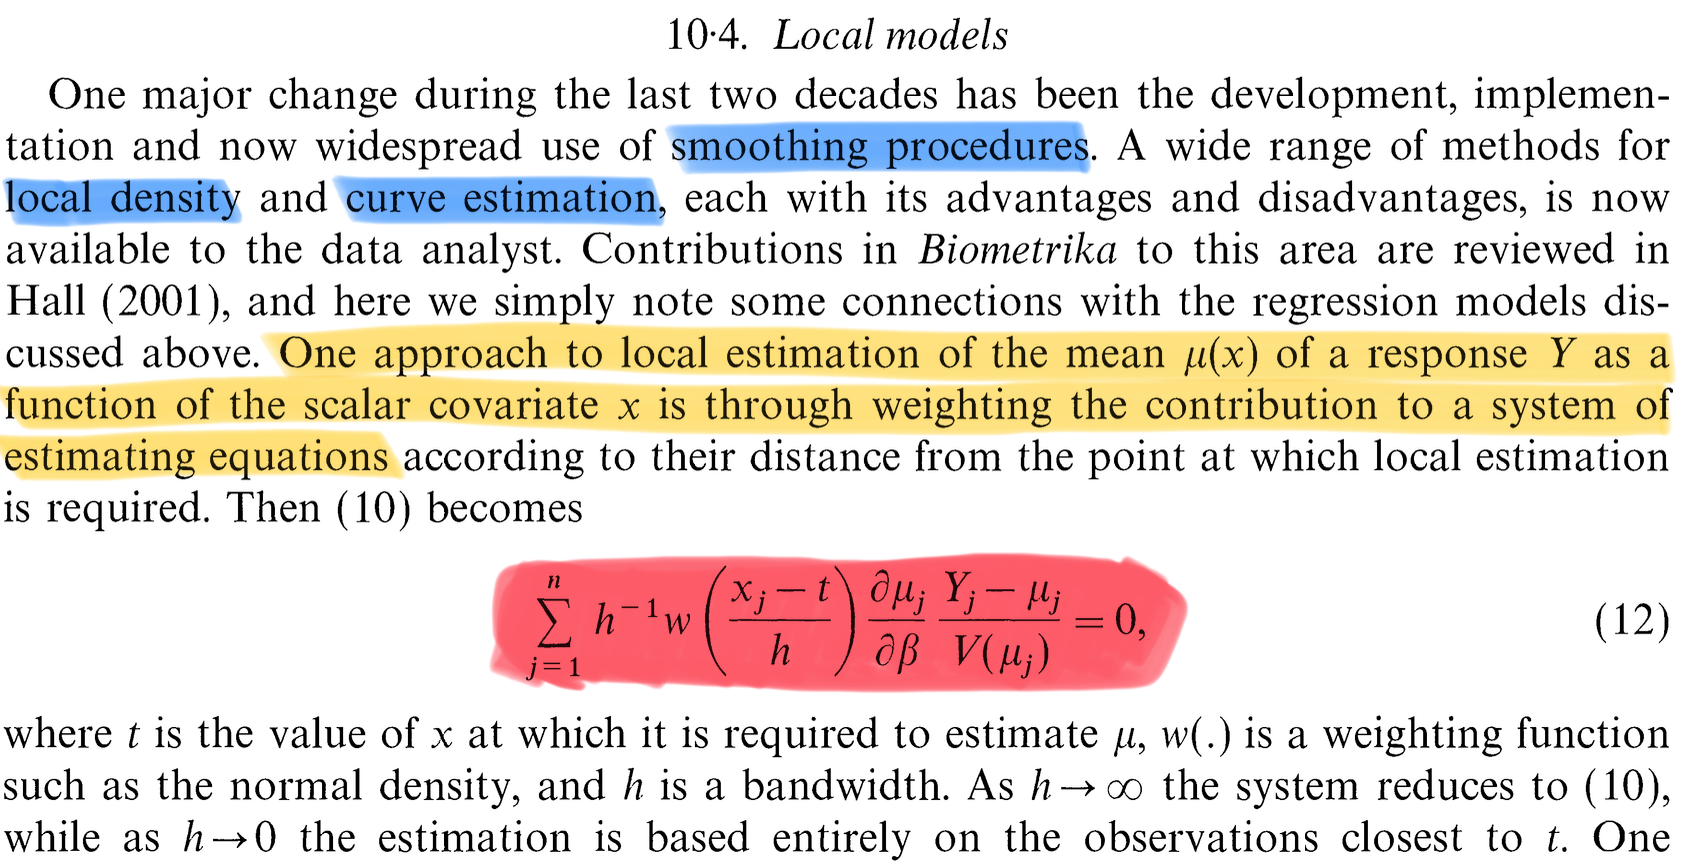 10·4. Local models
One major change during the last two decades has been the development, implemen-
tation and now widespread use of smoothing procedures. A wide range of methods for
local density and curve estimation, each with its advantages and disadvantages, is now
available to the data analyst. Contributions in Biometrika to this area are reviewed in
Hall (2001), and here we simply note some connections with the regression models dis-
cussed above. One approach to local estimation of the mean μ(x) of a response Y as a
function of the scalar covariate x is through weighting the contribution to a system of
estimating equations according to their distance from the point at which local estimation
is required. Then (10) becomes
\sum_{j=1}^{n} h^{-1} w \left( \frac{x_j - t}{h} \right) \frac{\partial \mu_j}{\partial \beta} \frac{Y_j - \mu_j}{V(\mu_j)} = 0, (12)
where t is the value of x at which it is required to estimate μ, w(.) is a weighting function
such as the normal density, and h is a bandwidth. As h→∞ the system reduces to (10),
while as h→0 the estimation is based entirely on the observations closest to t. One